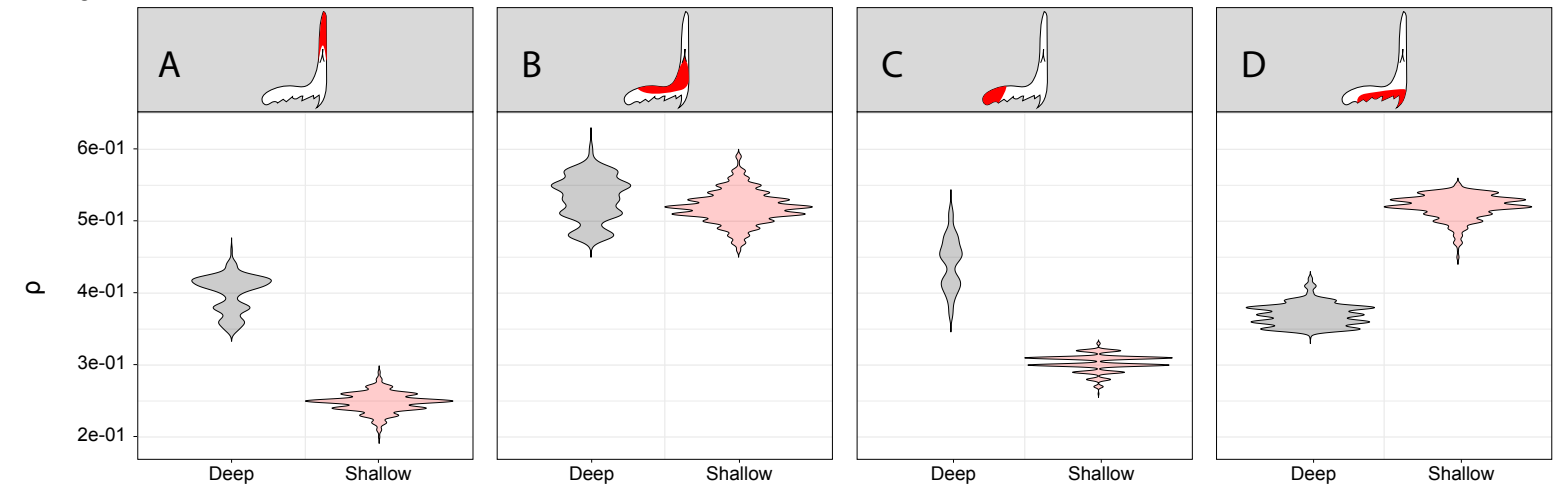 A B C D
6e-01
5e-01
4e-01
3e-01
2e-01
ρ
Deep Shallow Deep Shallow Deep Shallow Deep Shallow